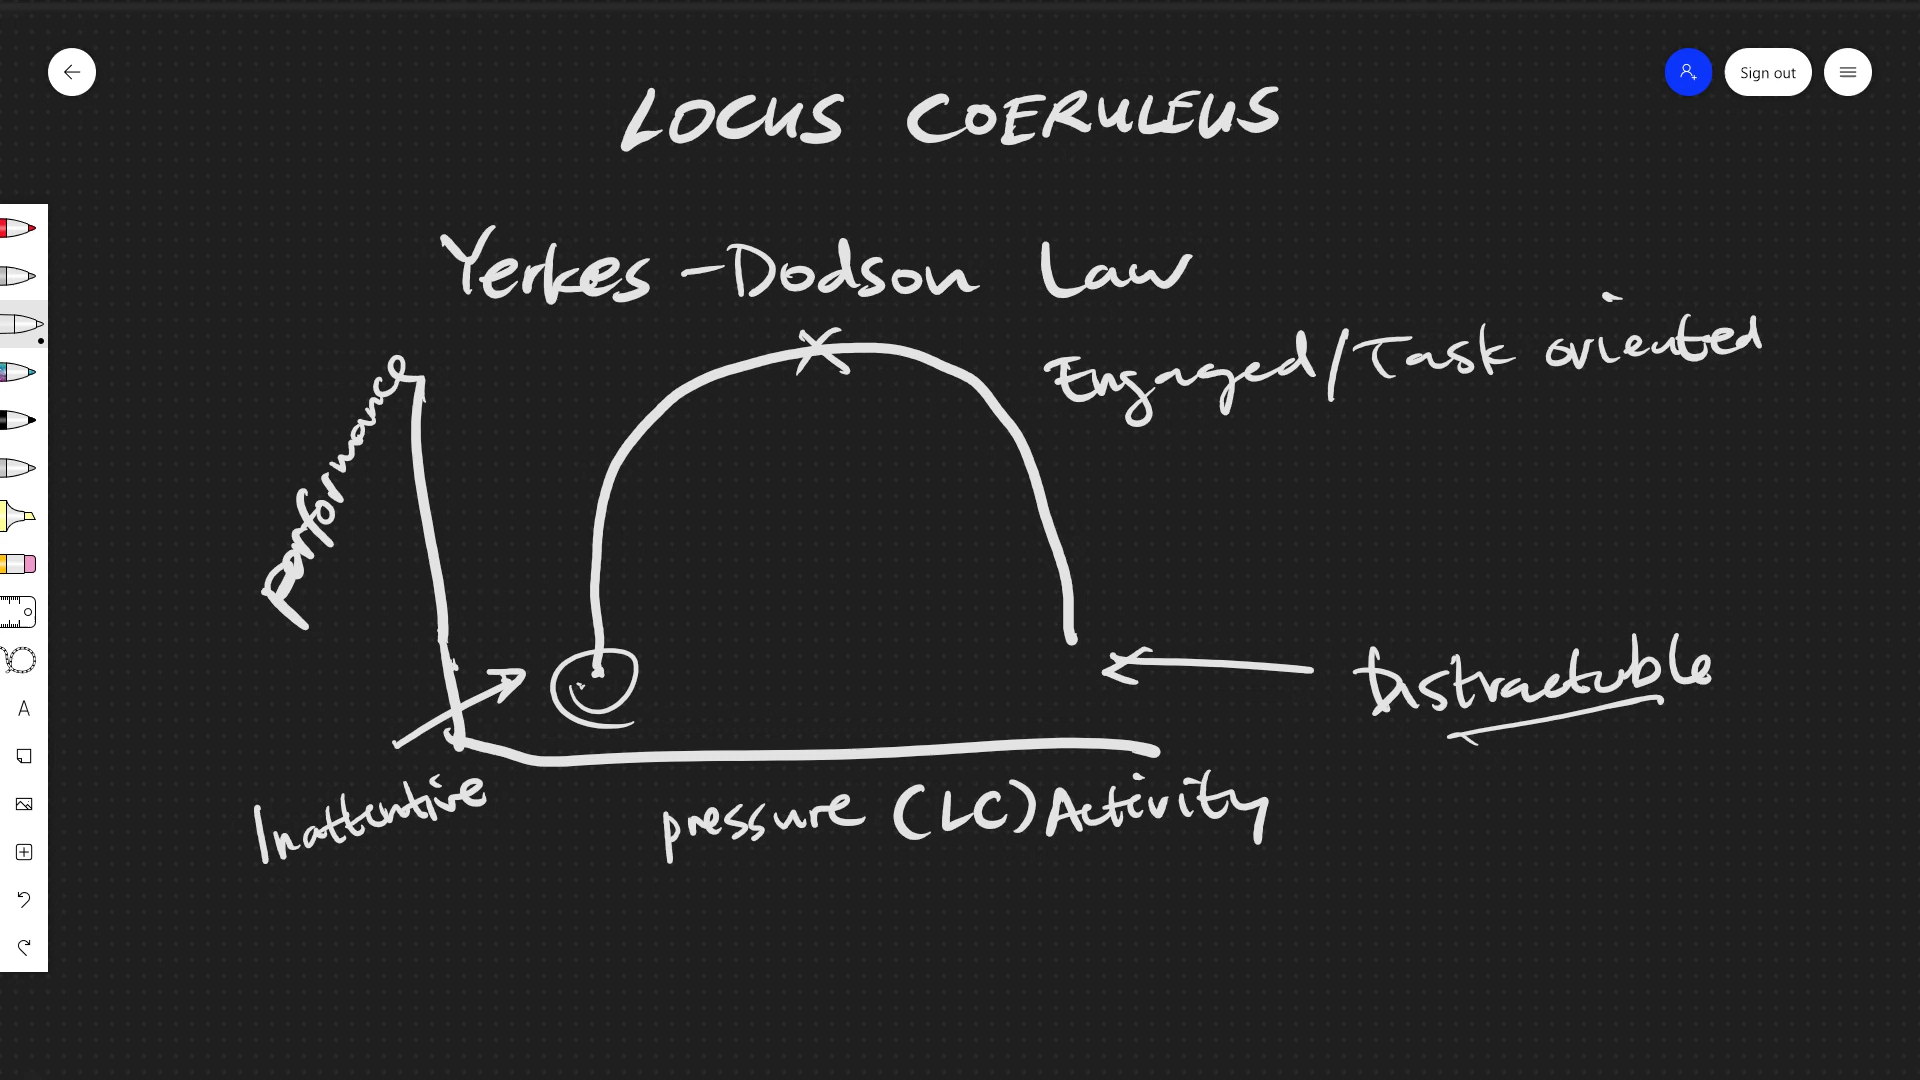 Sign out
LOCUS COERULEUS
Yerkes-Dodson Law
Engaged/Task oriented
performance
Distractable
Inattentive
pressure (LC) Activity
A